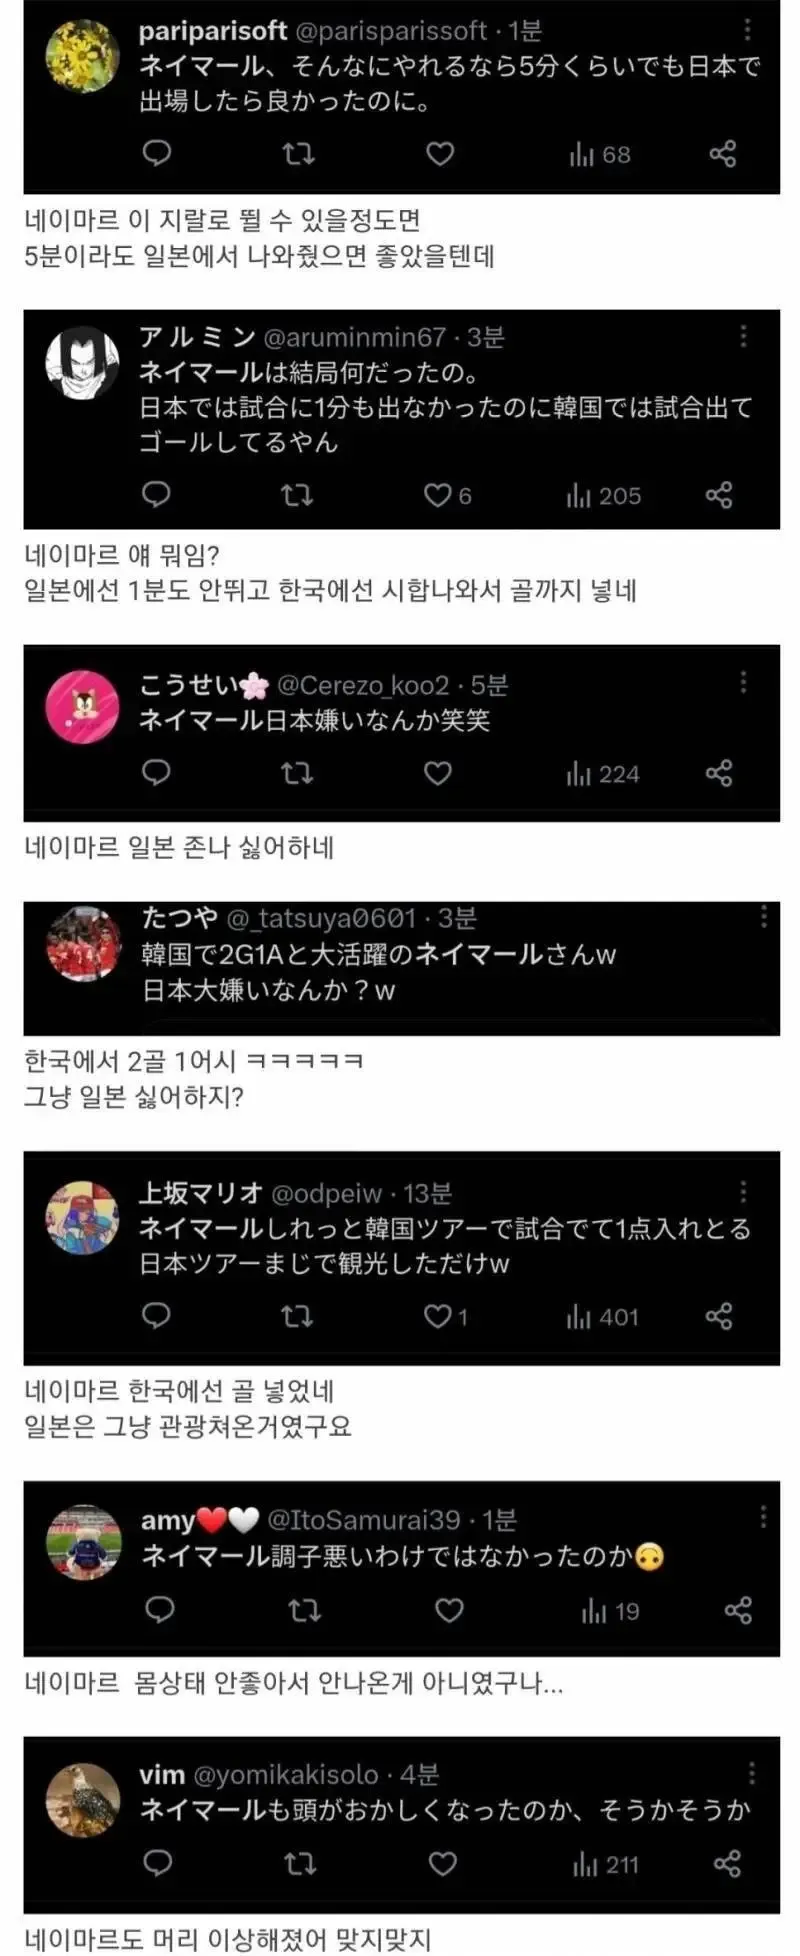 pariparisoft @parisparissoft · 1분
ネイマール、そんなにやれるなら5分くらいでも日本で
出場したら良かったのに。
68
네이마르 이 지랄로 뛸 수 있을정도면
5분이라도 일본에서 나와줬으면 좋았을텐데
アルミン @aruminmin67 · 3분
ネイマールは結局何だったの。
日本では試合に1分も出なかったのに韓国では試合出て
ゴールしてるやん
6 205
네이마르 얘 뭐임?
일본에선 1분도 안뛰고 한국에선 시합나와서 골까지 넣네
こうせい🌸 @Cerezo_koo2 · 5분
ネイマール日本嫌いなんか笑笑
224
네이마르 일본 존나 싫어하네
たつや @_tatsuya0601 · 3분
韓国で2G1Aと大活躍のネイマールさんw
日本大嫌いなんか？w
한국에서 2골 1어시 ㅋㅋㅋㅋㅋ
그냥 일본 싫어하지?
上坂マリオ @odpeiw · 13분
ネイマールしれっと韓国ツアーで試合でて1点入れとる
日本ツアーまじで観光しただけw
1 401
네이마르 한국에선 골 넣었네
일본은 그냥 관광쳐온거였구요
amy❤️🤍 @ItoSamurai39 · 1분
ネイマール調子悪いわけではなかったのか🙃
19
네이마르 몸상태 안좋아서 안나온게 아니였구나...
vim @yomikakisolo · 4분
ネイマールも頭がおかしくなったのか、そうかそうか
211
네이마르도 머리 이상해졌어 맞지맞지